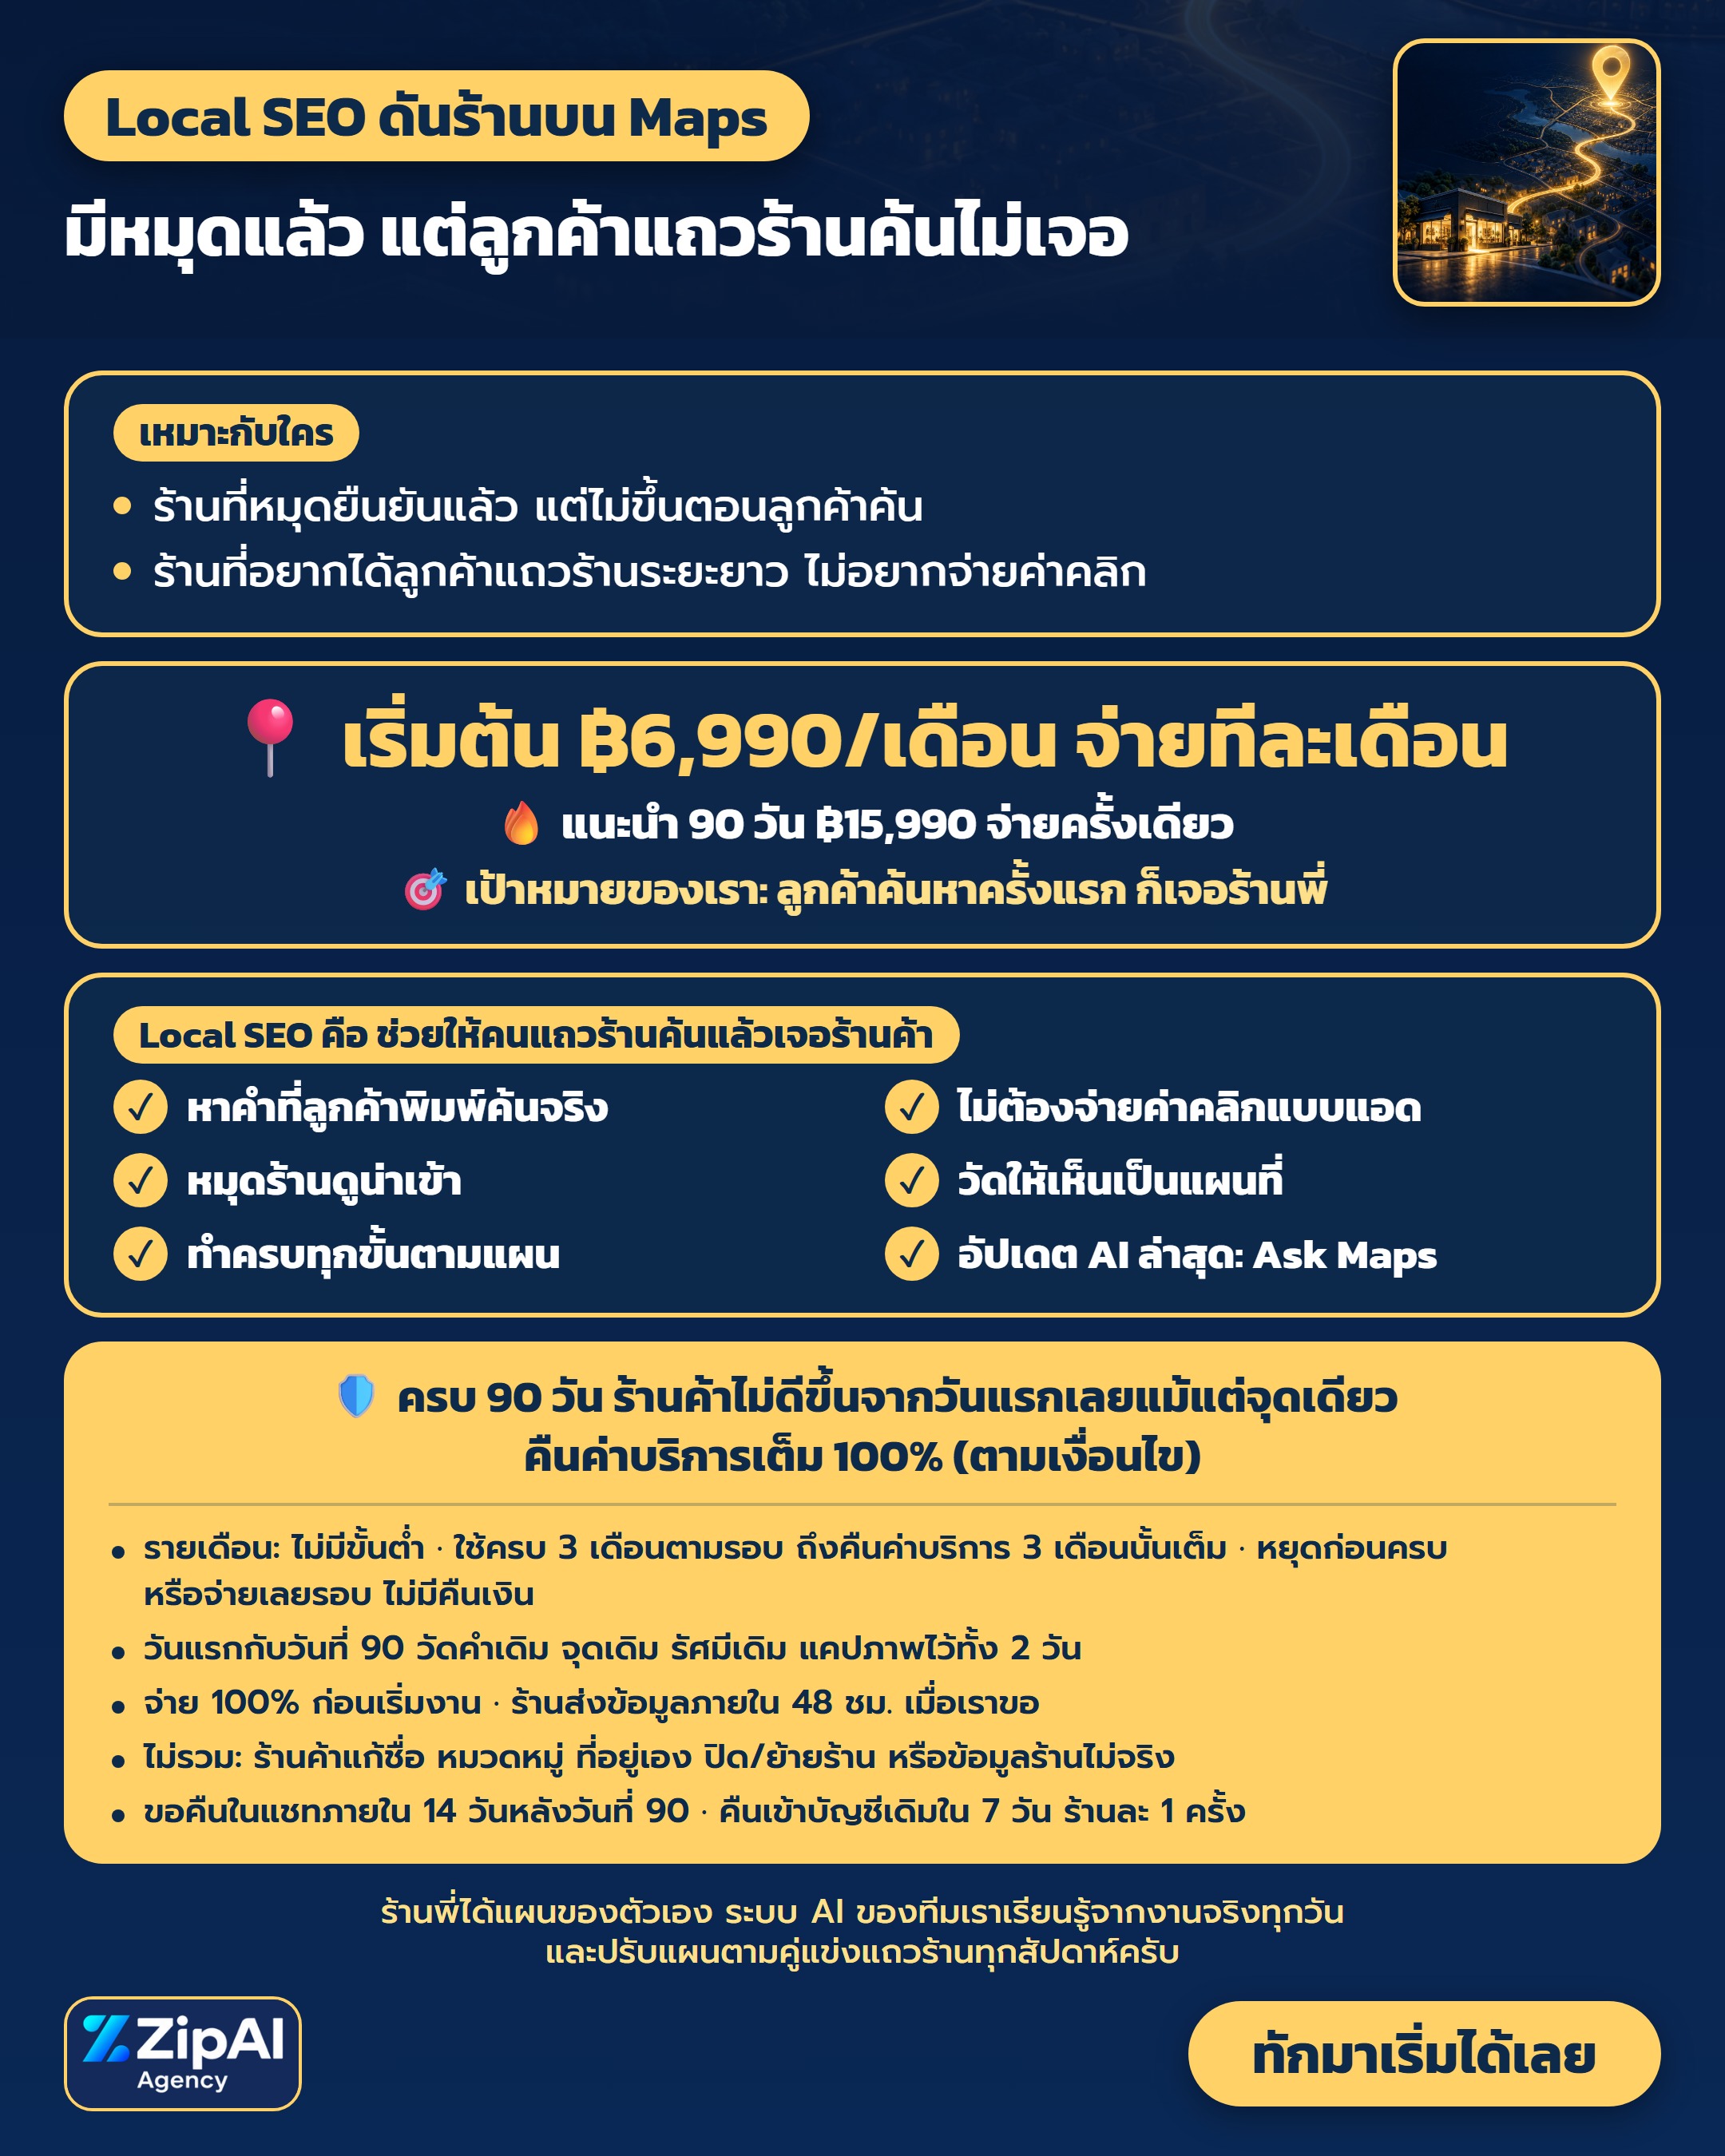 Local SEO ดันร้านบน Maps
มีหมุดแล้ว แต่ลูกค้าแถวร้านค้นไม่เจอ
เหมาะกับใคร
ร้านที่หมุดยืนยันแล้ว แต่ไม่ขึ้นตอนลูกค้าค้น
ร้านที่อยากได้ลูกค้าแถวร้านระยะยาว ไม่อยากจ่ายค่าคลิก
เริ่มต้น ฿6,990/เดือน จ่ายทีละเดือน
แนะนำ 90 วัน ฿15,990 จ่ายครั้งเดียว
เป้าหมายของเรา: ลูกค้าค้นหาครั้งแรก ก็เจอร้านพี่
Local SEO คือ ช่วยให้คนแถวร้านค้นแล้วเจอร้านค้า
หาคำที่ลูกค้าพิมพ์ค้นจริง
ไม่ต้องจ่ายค่าคลิกแบบแอด
หมุดร้านดูน่าเข้า
วัดให้เห็นเป็นแผนที่
ทำครบทุกขั้นตามแผน
อัปเดต AI ล่าสุด: Ask Maps
ครบ 90 วัน ร้านค้าไม่ดีขึ้นจากวันแรกเลยแม้แต่จุดเดียว
คืนค่าบริการเต็ม 100% (ตามเงื่อนไข)
• รายเดือน: ไม่มีขั้นต่ำ · ใช้ครบ 3 เดือนตามรอบ ถึงคืนค่าบริการ 3 เดือนนั้นเต็ม · หยุดก่อนครบ
หรือจ่ายเลยรอบ ไม่มีคืนเงิน
• วันแรกกับวันที่ 90 วัดคำเดิม จุดเดิม รัศมีเดิม แคปภาพไว้ทั้ง 2 วัน
• จ่าย 100% ก่อนเริ่มงาน · ร้านส่งข้อมูลภายใน 48 ชม. เมื่อเราขอ
• ไม่รวม: ร้านค้าแก้ชื่อ หมวดหมู่ ที่อยู่เอง ปิด/ย้ายร้าน หรือข้อมูลร้านไม่จริง
• ขอคืนในแชทภายใน 14 วันหลังวันที่ 90 · คืนเข้าบัญชีเดิมใน 7 วัน ร้านละ 1 ครั้ง
ร้านพี่ได้แผนของตัวเอง ระบบ AI ของทีมเราเรียนรู้จากงานจริงทุกวัน
และปรับแผนตามคู่แข่งแถวร้านทุกสัปดาห์ครับ
ZipAI
Agency
ทักมาเริ่มได้เลย